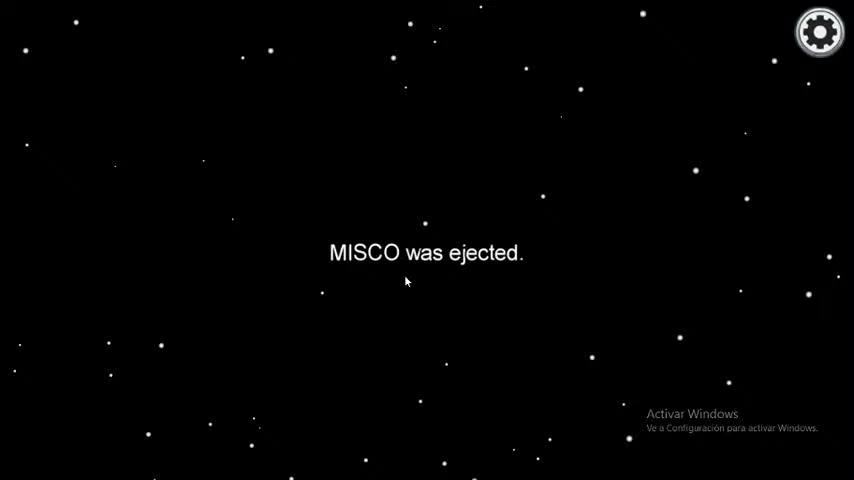 MISCO was ejected.
Activar Windows
Ve a Configuración para activar Windows.